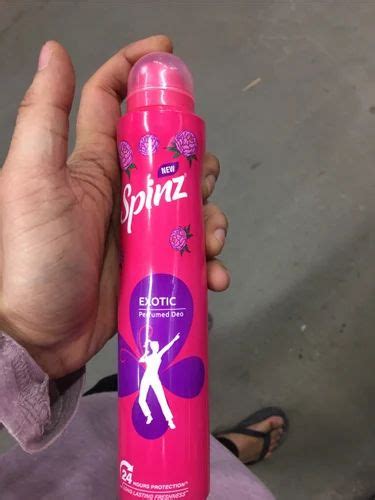 NEW
Spinz
EXOTIC
Perfumed Deo
24 HOURS PROTECTION
LONG LASTING FRESHNESS